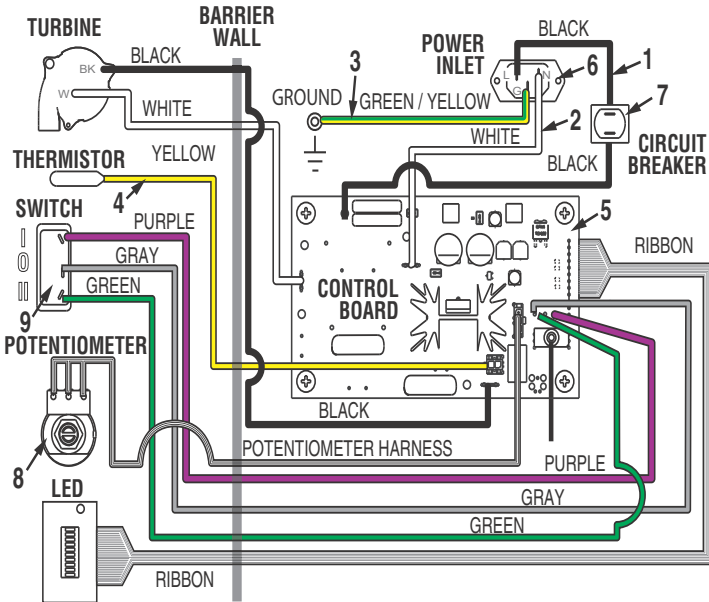 TURBINE
BARRIER
WALL
BLACK
BK
W
WHITE
POWER
INLET
BLACK
1
3
6
7
L
N
G
GROUND
GREEN / YELLOW
WHITE
2
CIRCUIT
BREAKER
BLACK
THERMISTOR
YELLOW
4
SWITCH
PURPLE
I
O
II
GRAY
GREEN
9
5
RIBBON
CONTROL
BOARD
POTENTIOMETER
BLACK
POTENTIOMETER HARNESS
8
PURPLE
LED
GRAY
GREEN
RIBBON